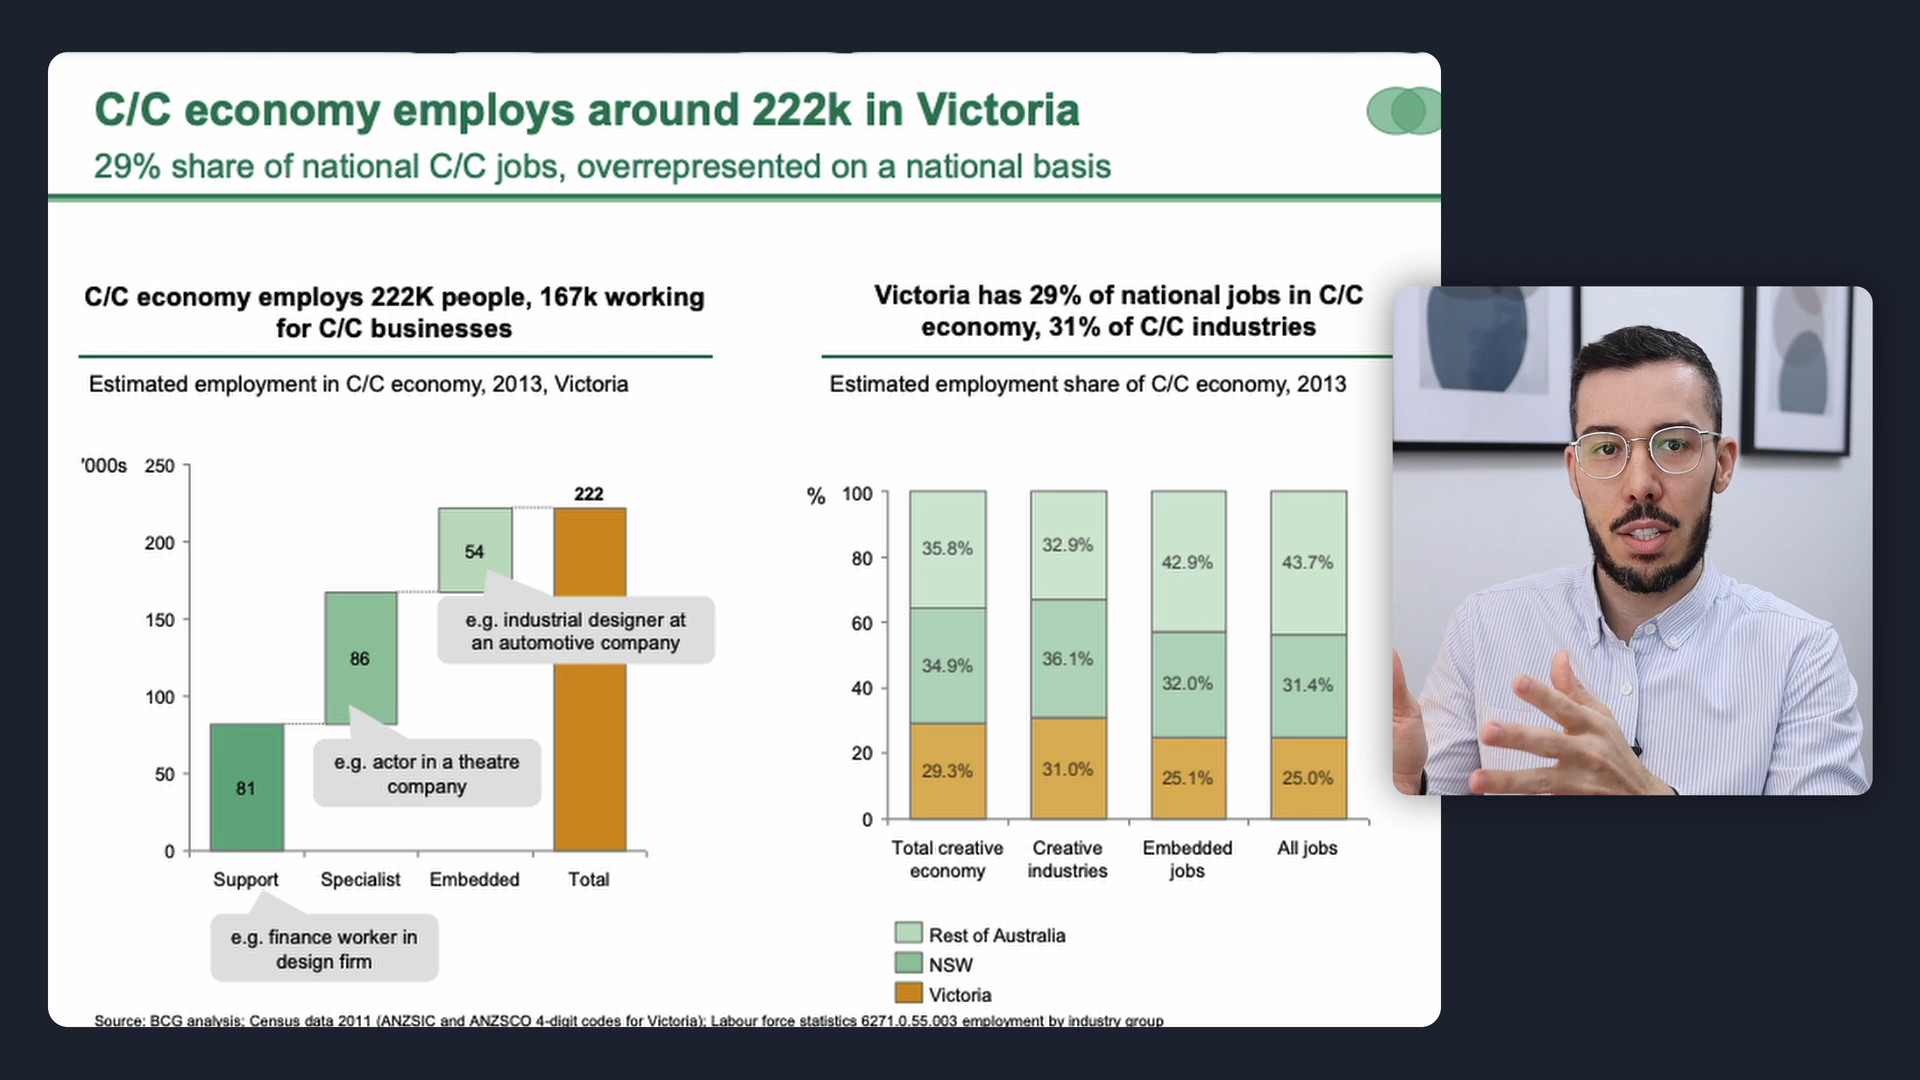 C/C economy employs around 222k in Victoria
29% share of national C/C jobs, overrepresented on a national basis
C/C economy employs 222K people, 167k working
for C/C businesses
Estimated employment in C/C economy, 2013, Victoria
'000s
250
200
150
100
50
0
222
54
86
81
e.g. industrial designer at
an automotive company
e.g. actor in a theatre
company
Support
Specialist
Embedded
Total
e.g. finance worker in
design firm
Victoria has 29% of national jobs in C/C
economy, 31% of C/C industries
Estimated employment share of C/C economy, 2013
%
100
80
60
40
20
0
35.8%
32.9%
42.9%
43.7%
34.9%
36.1%
32.0%
31.4%
29.3%
31.0%
25.1%
25.0%
Total creative
economy
Creative
industries
Embedded
jobs
All jobs
Rest of Australia
NSW
Victoria
Source: BCG analysis; Census data 2011 (ANZSIC and ANZSCO 4-digit codes for Victoria); Labour force statistics 6271.0.55.003 employment by industry group